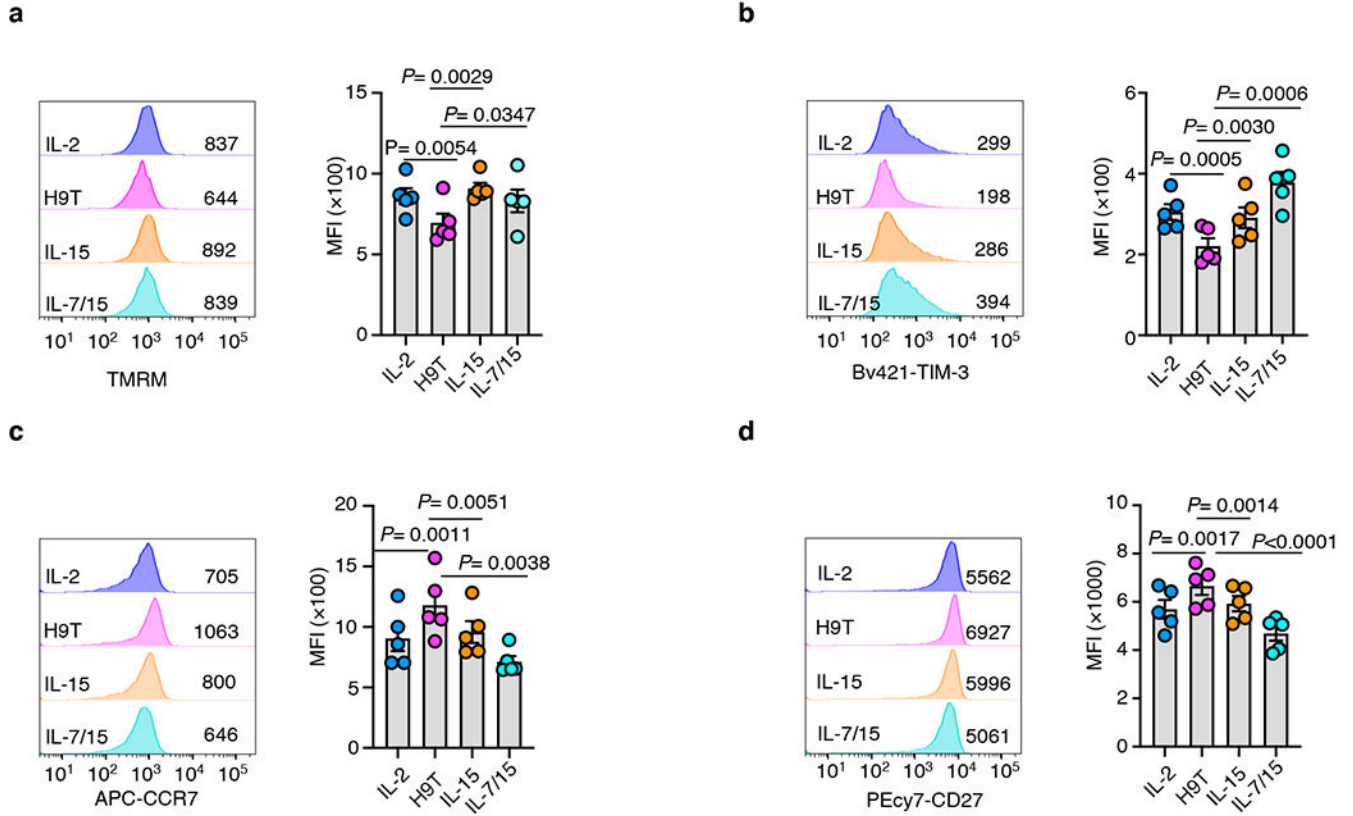 a
IL-2 837
H9T 644
IL-15 892
IL-7/15 839
10¹ 10² 10³ 10⁴ 10⁵
TMRM
MFI (×100)
15
10
5
0
P= 0.0029
P= 0.0347
P= 0.0054
IL-2 H9T IL-15 IL-7/15
b
IL-2 299
H9T 198
IL-15 286
IL-7/15 394
10¹ 10² 10³ 10⁴ 10⁵
Bv421-TIM-3
MFI (×100)
6
4
2
0
P= 0.0006
P= 0.0030
P= 0.0005
IL-2 H9T IL-15 IL-7/15
c
IL-2 705
H9T 1063
IL-15 800
IL-7/15 646
10¹ 10² 10³ 10⁴ 10⁵
APC-CCR7
MFI (×100)
20
15
10
5
0
P= 0.0051
P= 0.0011
P= 0.0038
IL-2 H9T IL-15 IL-7/15
d
IL-2 5562
H9T 6927
IL-15 5996
IL-7/15 5061
10¹ 10² 10³ 10⁴ 10⁵
PEcy7-CD27
MFI (×1000)
10
8
6
4
2
0
P= 0.0014
P= 0.0017 P<0.0001
IL-2 H9T IL-15 IL-7/15